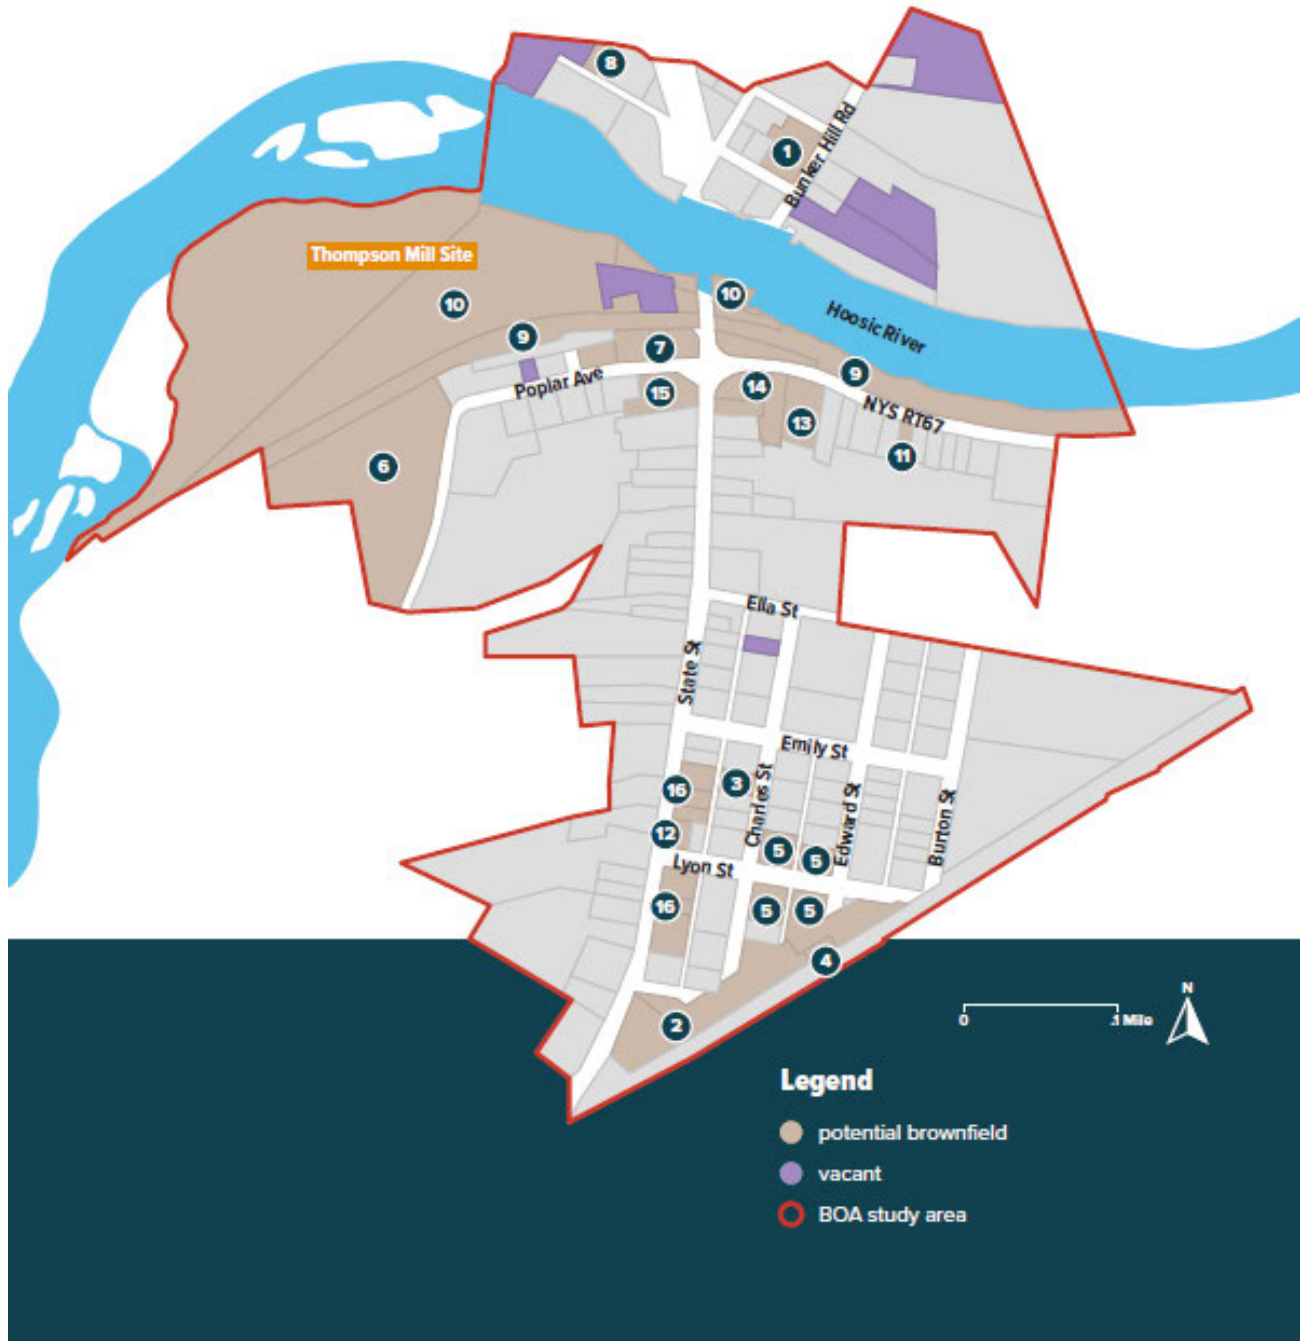 8
1
Bunker Hill Rd
Thompson Mill Site
10
10
Hoosic River
9
7
9
Poplar Ave
15
14
13
NYS RT67
11
6
Ella St
State St
Emily St
3
16
Charles St
Edward St
Burton St
12
5
5
Lyon St
16
5
5
4
2
N
0
.1 Mile
Legend
potential brownfield
vacant
BOA study area